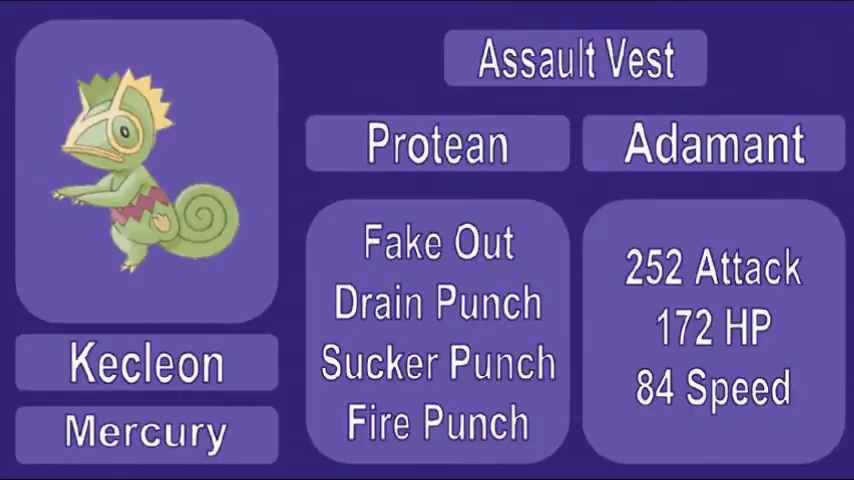 Assault Vest
Protean
Adamant
Fake Out
Drain Punch
Sucker Punch
Fire Punch
252 Attack
172 HP
84 Speed
Kecleon
Mercury